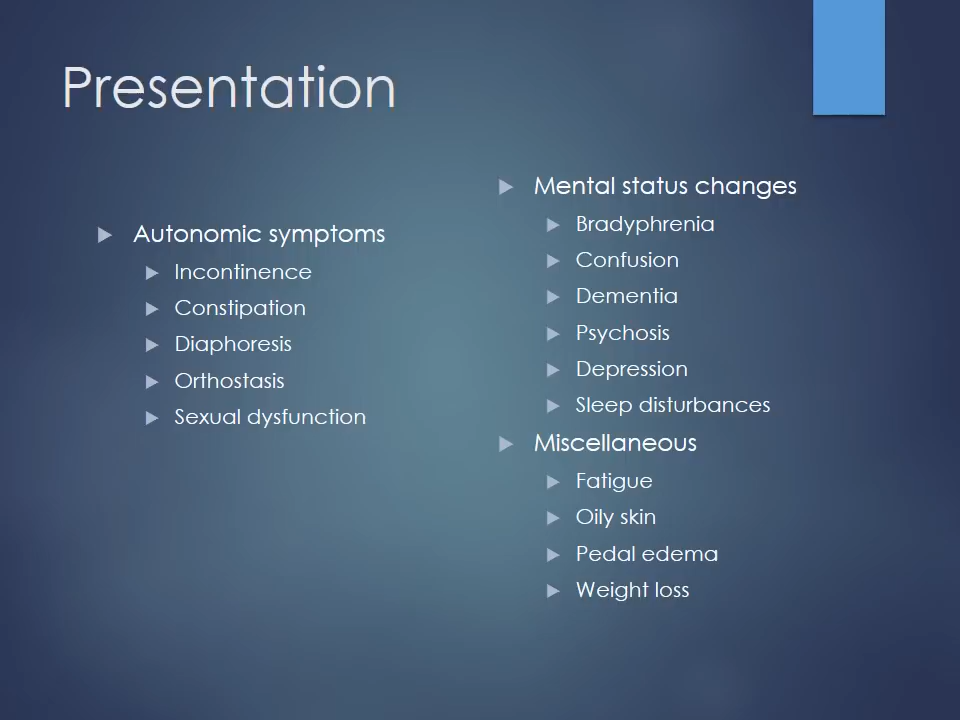 Presentation
Autonomic symptoms
Incontinence
Constipation
Diaphoresis
Orthostasis
Sexual dysfunction
Mental status changes
Bradyphrenia
Confusion
Dementia
Psychosis
Depression
Sleep disturbances
Miscellaneous
Fatigue
Oily skin
Pedal edema
Weight loss